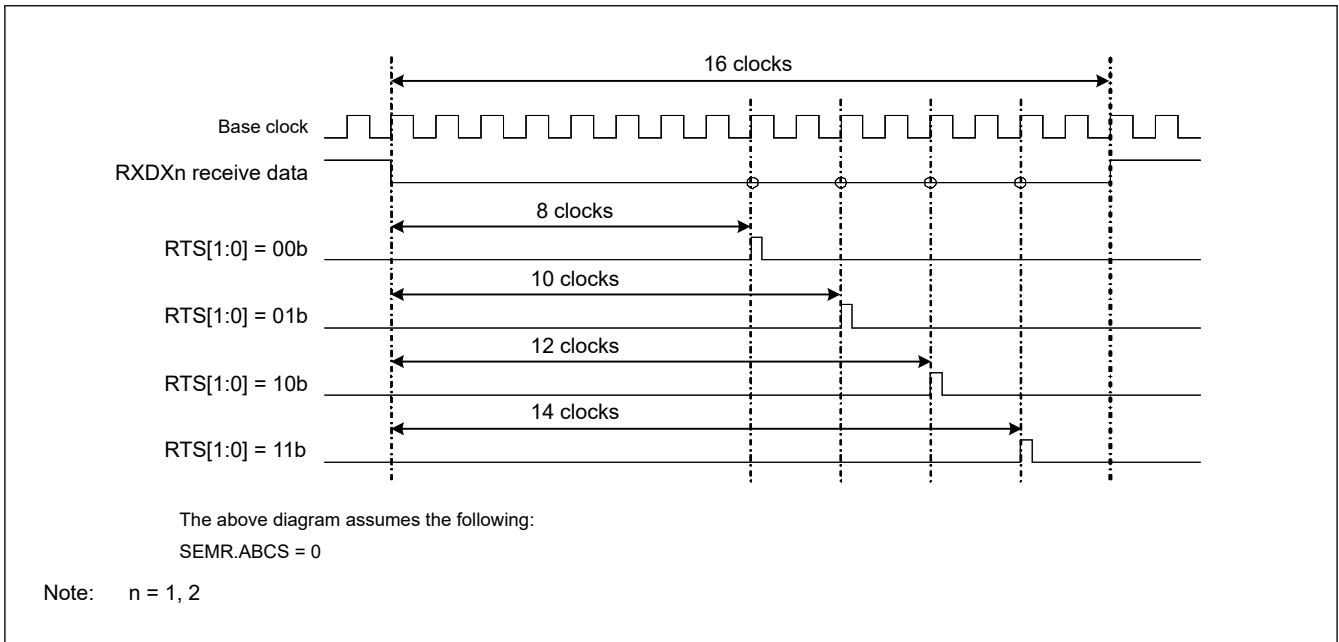 16 clocks
Base clock
RXDXn receive data
8 clocks
RTS[1:0] = 00b
10 clocks
RTS[1:0] = 01b
12 clocks
RTS[1:0] = 10b
14 clocks
RTS[1:0] = 11b
The above diagram assumes the following:
SEMR.ABCS = 0
Note: n = 1, 2